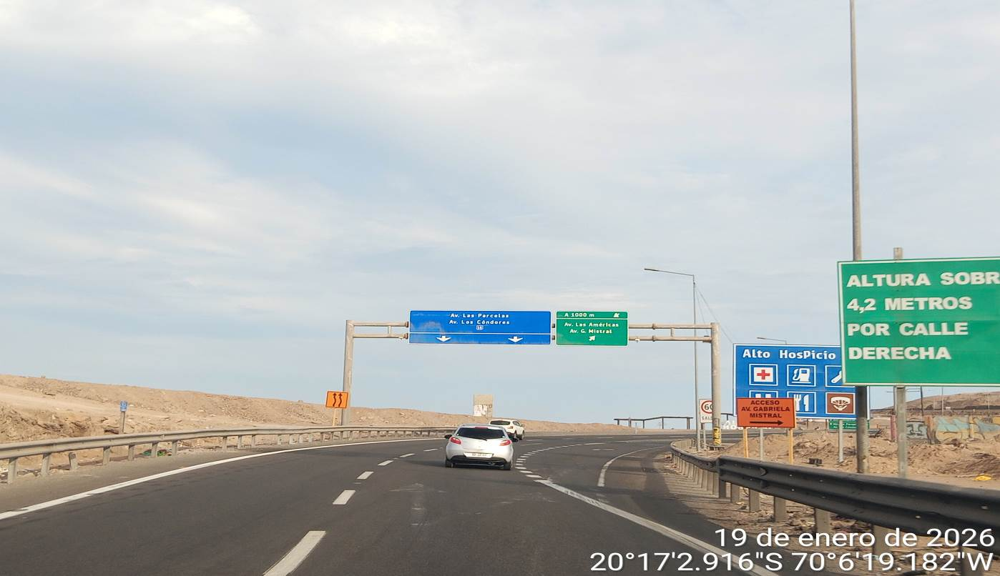 Av. Las Parcelas
Av. Los Cóndores
16
A 1000 m
Av. Las Américas
Av. G. Mistral
Alto HosPicio
ALTURA SOBR
4,2 METROS
POR CALLE
DERECHA
60
ACCESO
AV. GABRIELA
MISTRAL
19 de enero de 2026
20°17'2.916"S 70°6'19.182"W